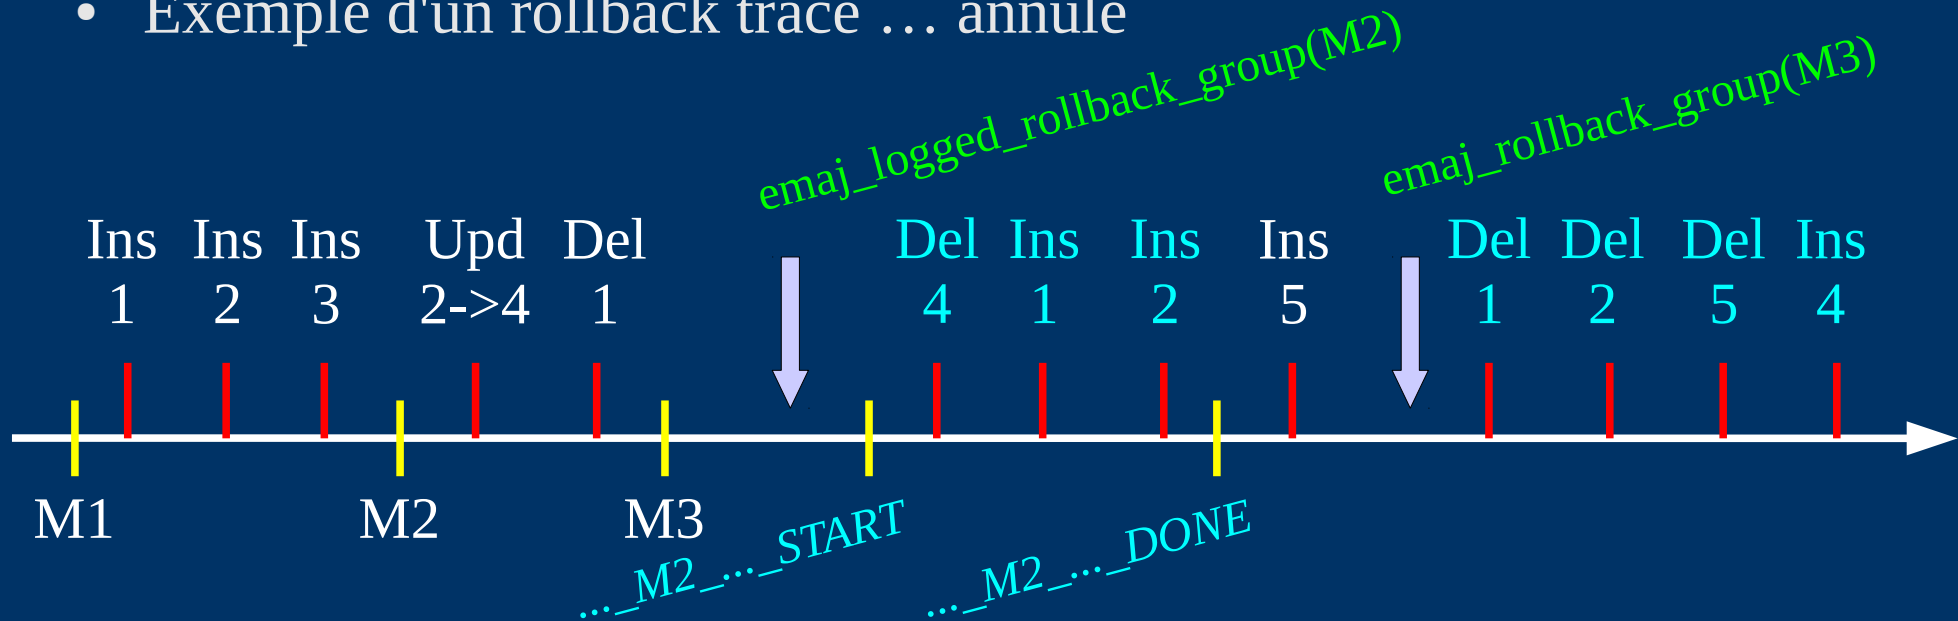 • Exemple d'un rollback tracé … annulé
emaj_logged_rollback_group(M2)
emaj_rollback_group(M3)
Ins Ins Ins Upd Del Del Ins Ins Ins Del Del Del Ins
1 2 3 2->4 1 4 1 2 5 1 2 5 4
M1 M2 M3
..._M2_..._START
..._M2_..._DONE